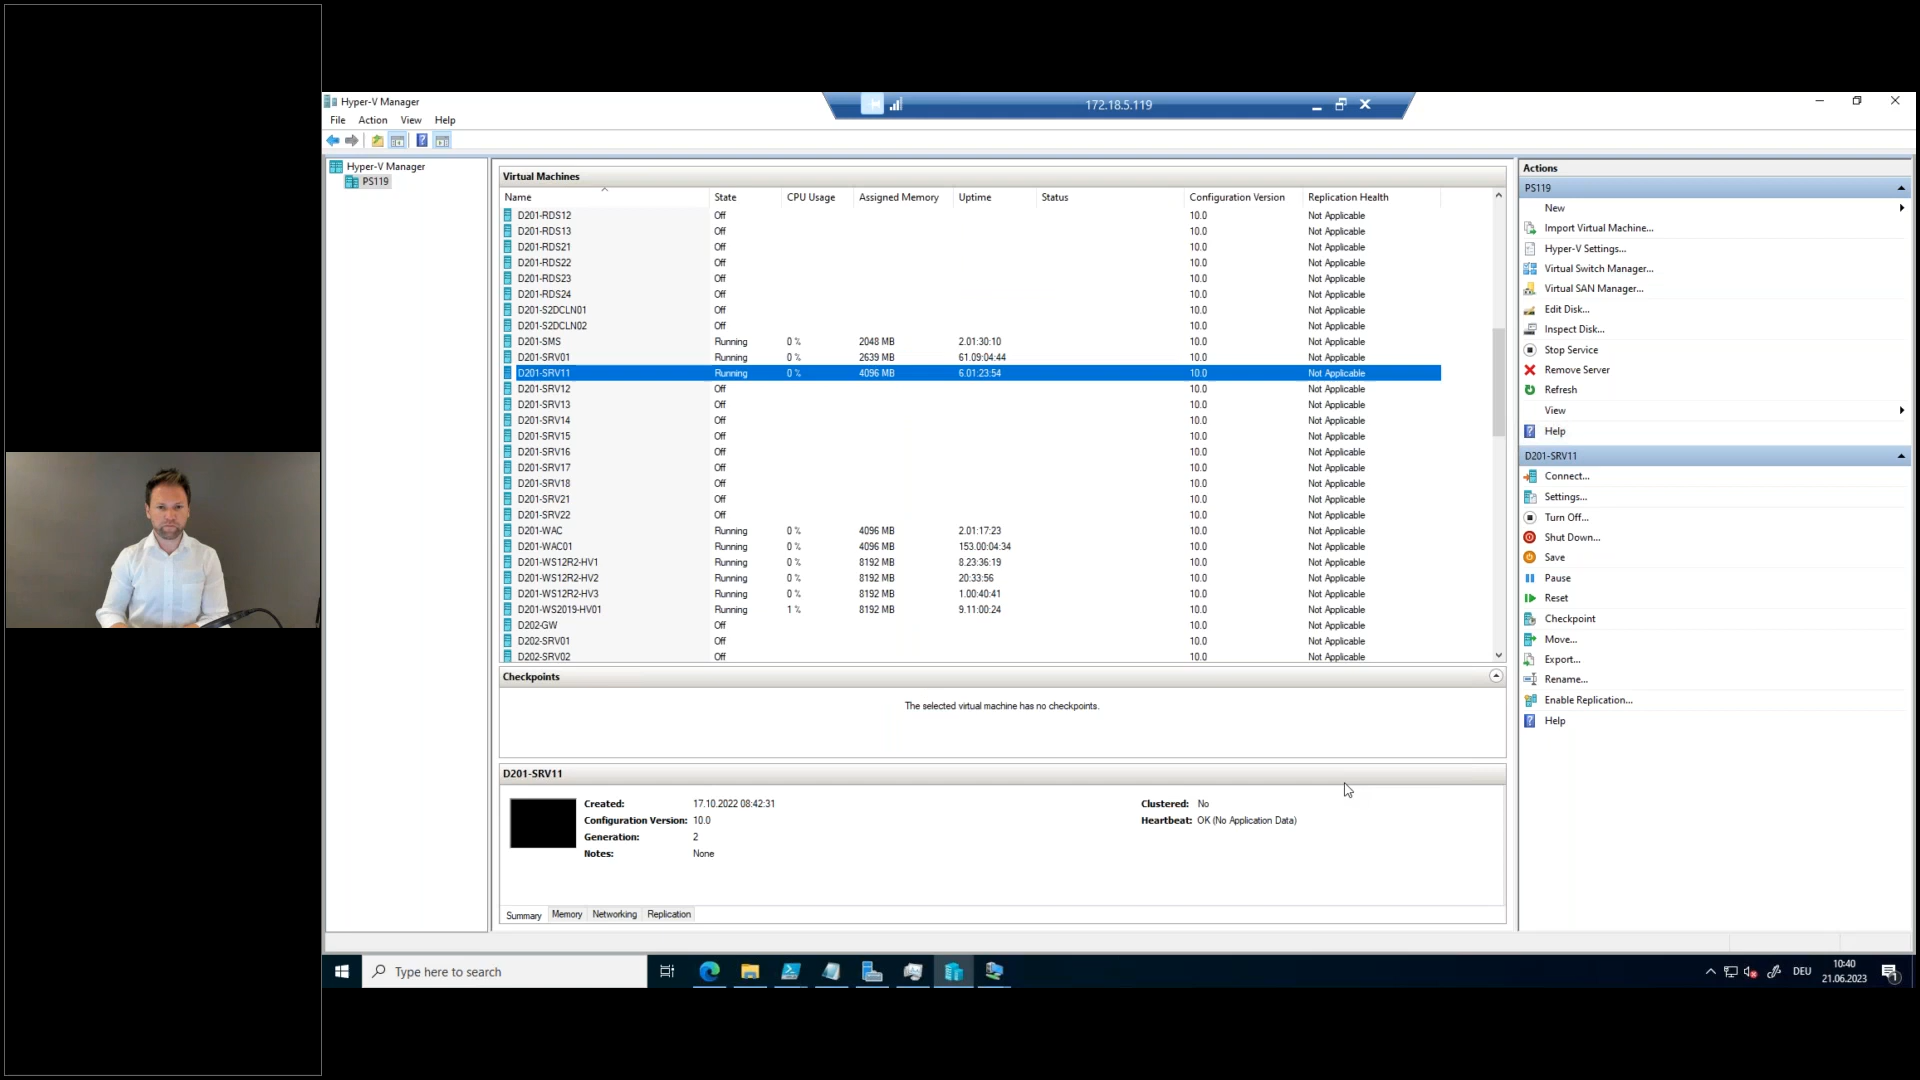 Hyper-V Manager
172.18.5.119
File Action View Help
Hyper-V Manager
PS119
Virtual Machines
Name State CPU Usage Assigned Memory Uptime Status Configuration Version Replication Health
D201-RDS12 Off 10.0 Not Applicable
D201-RDS13 Off 10.0 Not Applicable
D201-RDS21 Off 10.0 Not Applicable
D201-RDS22 Off 10.0 Not Applicable
D201-RDS23 Off 10.0 Not Applicable
D201-RDS24 Off 10.0 Not Applicable
D201-S2DCLN01 Off 10.0 Not Applicable
D201-S2DCLN02 Off 10.0 Not Applicable
D201-SMS Running 0 % 2048 MB 2.01:30:10 10.0 Not Applicable
D201-SRV01 Running 0 % 2639 MB 61.09:04:44 10.0 Not Applicable
D201-SRV11 Running 0 % 4096 MB 6.01:23:54 10.0 Not Applicable
D201-SRV12 Off 10.0 Not Applicable
D201-SRV13 Off 10.0 Not Applicable
D201-SRV14 Off 10.0 Not Applicable
D201-SRV15 Off 10.0 Not Applicable
D201-SRV16 Off 10.0 Not Applicable
D201-SRV17 Off 10.0 Not Applicable
D201-SRV18 Off 10.0 Not Applicable
D201-SRV21 Off 10.0 Not Applicable
D201-SRV22 Off 10.0 Not Applicable
D201-WAC Running 0 % 4096 MB 2.01:17:23 10.0 Not Applicable
D201-WAC01 Running 0 % 4096 MB 153.00:04:34 10.0 Not Applicable
D201-WS12R2-HV1 Running 0 % 8192 MB 8.23:36:19 10.0 Not Applicable
D201-WS12R2-HV2 Running 0 % 8192 MB 20:33:56 10.0 Not Applicable
D201-WS12R2-HV3 Running 0 % 8192 MB 1.00:40:41 10.0 Not Applicable
D201-WS2019-HV01 Running 1 % 8192 MB 9.11:00:24 10.0 Not Applicable
D202-GW Off 10.0 Not Applicable
D202-SRV01 Off 10.0 Not Applicable
D202-SRV02 Off 10.0 Not Applicable
Checkpoints
The selected virtual machine has no checkpoints.
D201-SRV11
Created: 17.10.2022 08:42:31 Clustered: No
Configuration Version: 10.0 Heartbeat: OK (No Application Data)
Generation: 2
Notes: None
Summary Memory Networking Replication
Actions
PS119
New
Import Virtual Machine...
Hyper-V Settings...
Virtual Switch Manager...
Virtual SAN Manager...
Edit Disk...
Inspect Disk...
Stop Service
Remove Server
Refresh
View
Help
D201-SRV11
Connect...
Settings...
Turn Off...
Shut Down...
Save
Pause
Reset
Checkpoint
Move...
Export...
Rename...
Enable Replication...
Help
Type here to search
DEU
10:40
21.06.2023
1